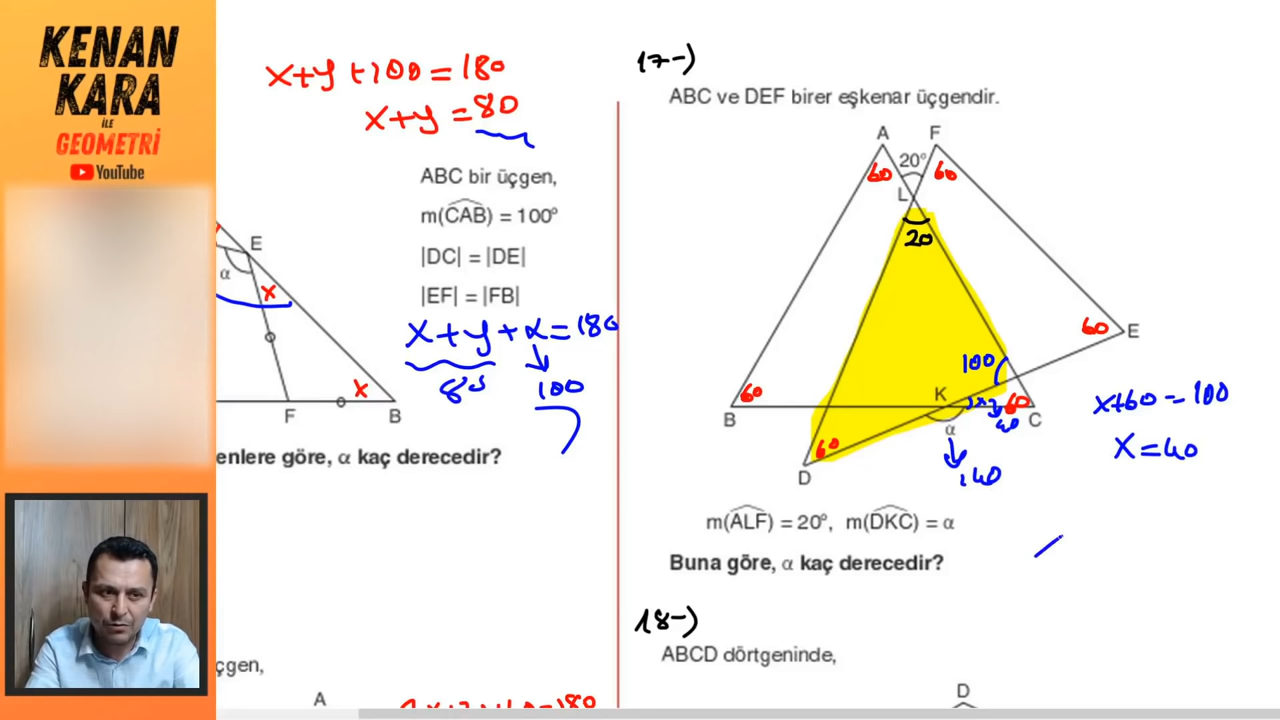 KENAN
KARA
İLE
GEOMETRİ
YouTube
x+y+100=180
x+y=80
ABC bir üçgen,
m(CAB) = 100°
|DC| = |DE|
|EF| = |FB|
x+y+α=180
80
100
E
α
x
x
F
B
enlere göre, α kaç derecedir?
çgen,
A
17-)
ABC ve DEF birer eşkenar üçgendir.
A
F
20°
60
60
L
20
60
E
100
60
K
60
x
40
B
C
α
60
D
140
x+60=100
x=40
m(ALF) = 20°, m(DKC) = α
Buna göre, α kaç derecedir?
18-)
ABCD dörtgeninde,
D